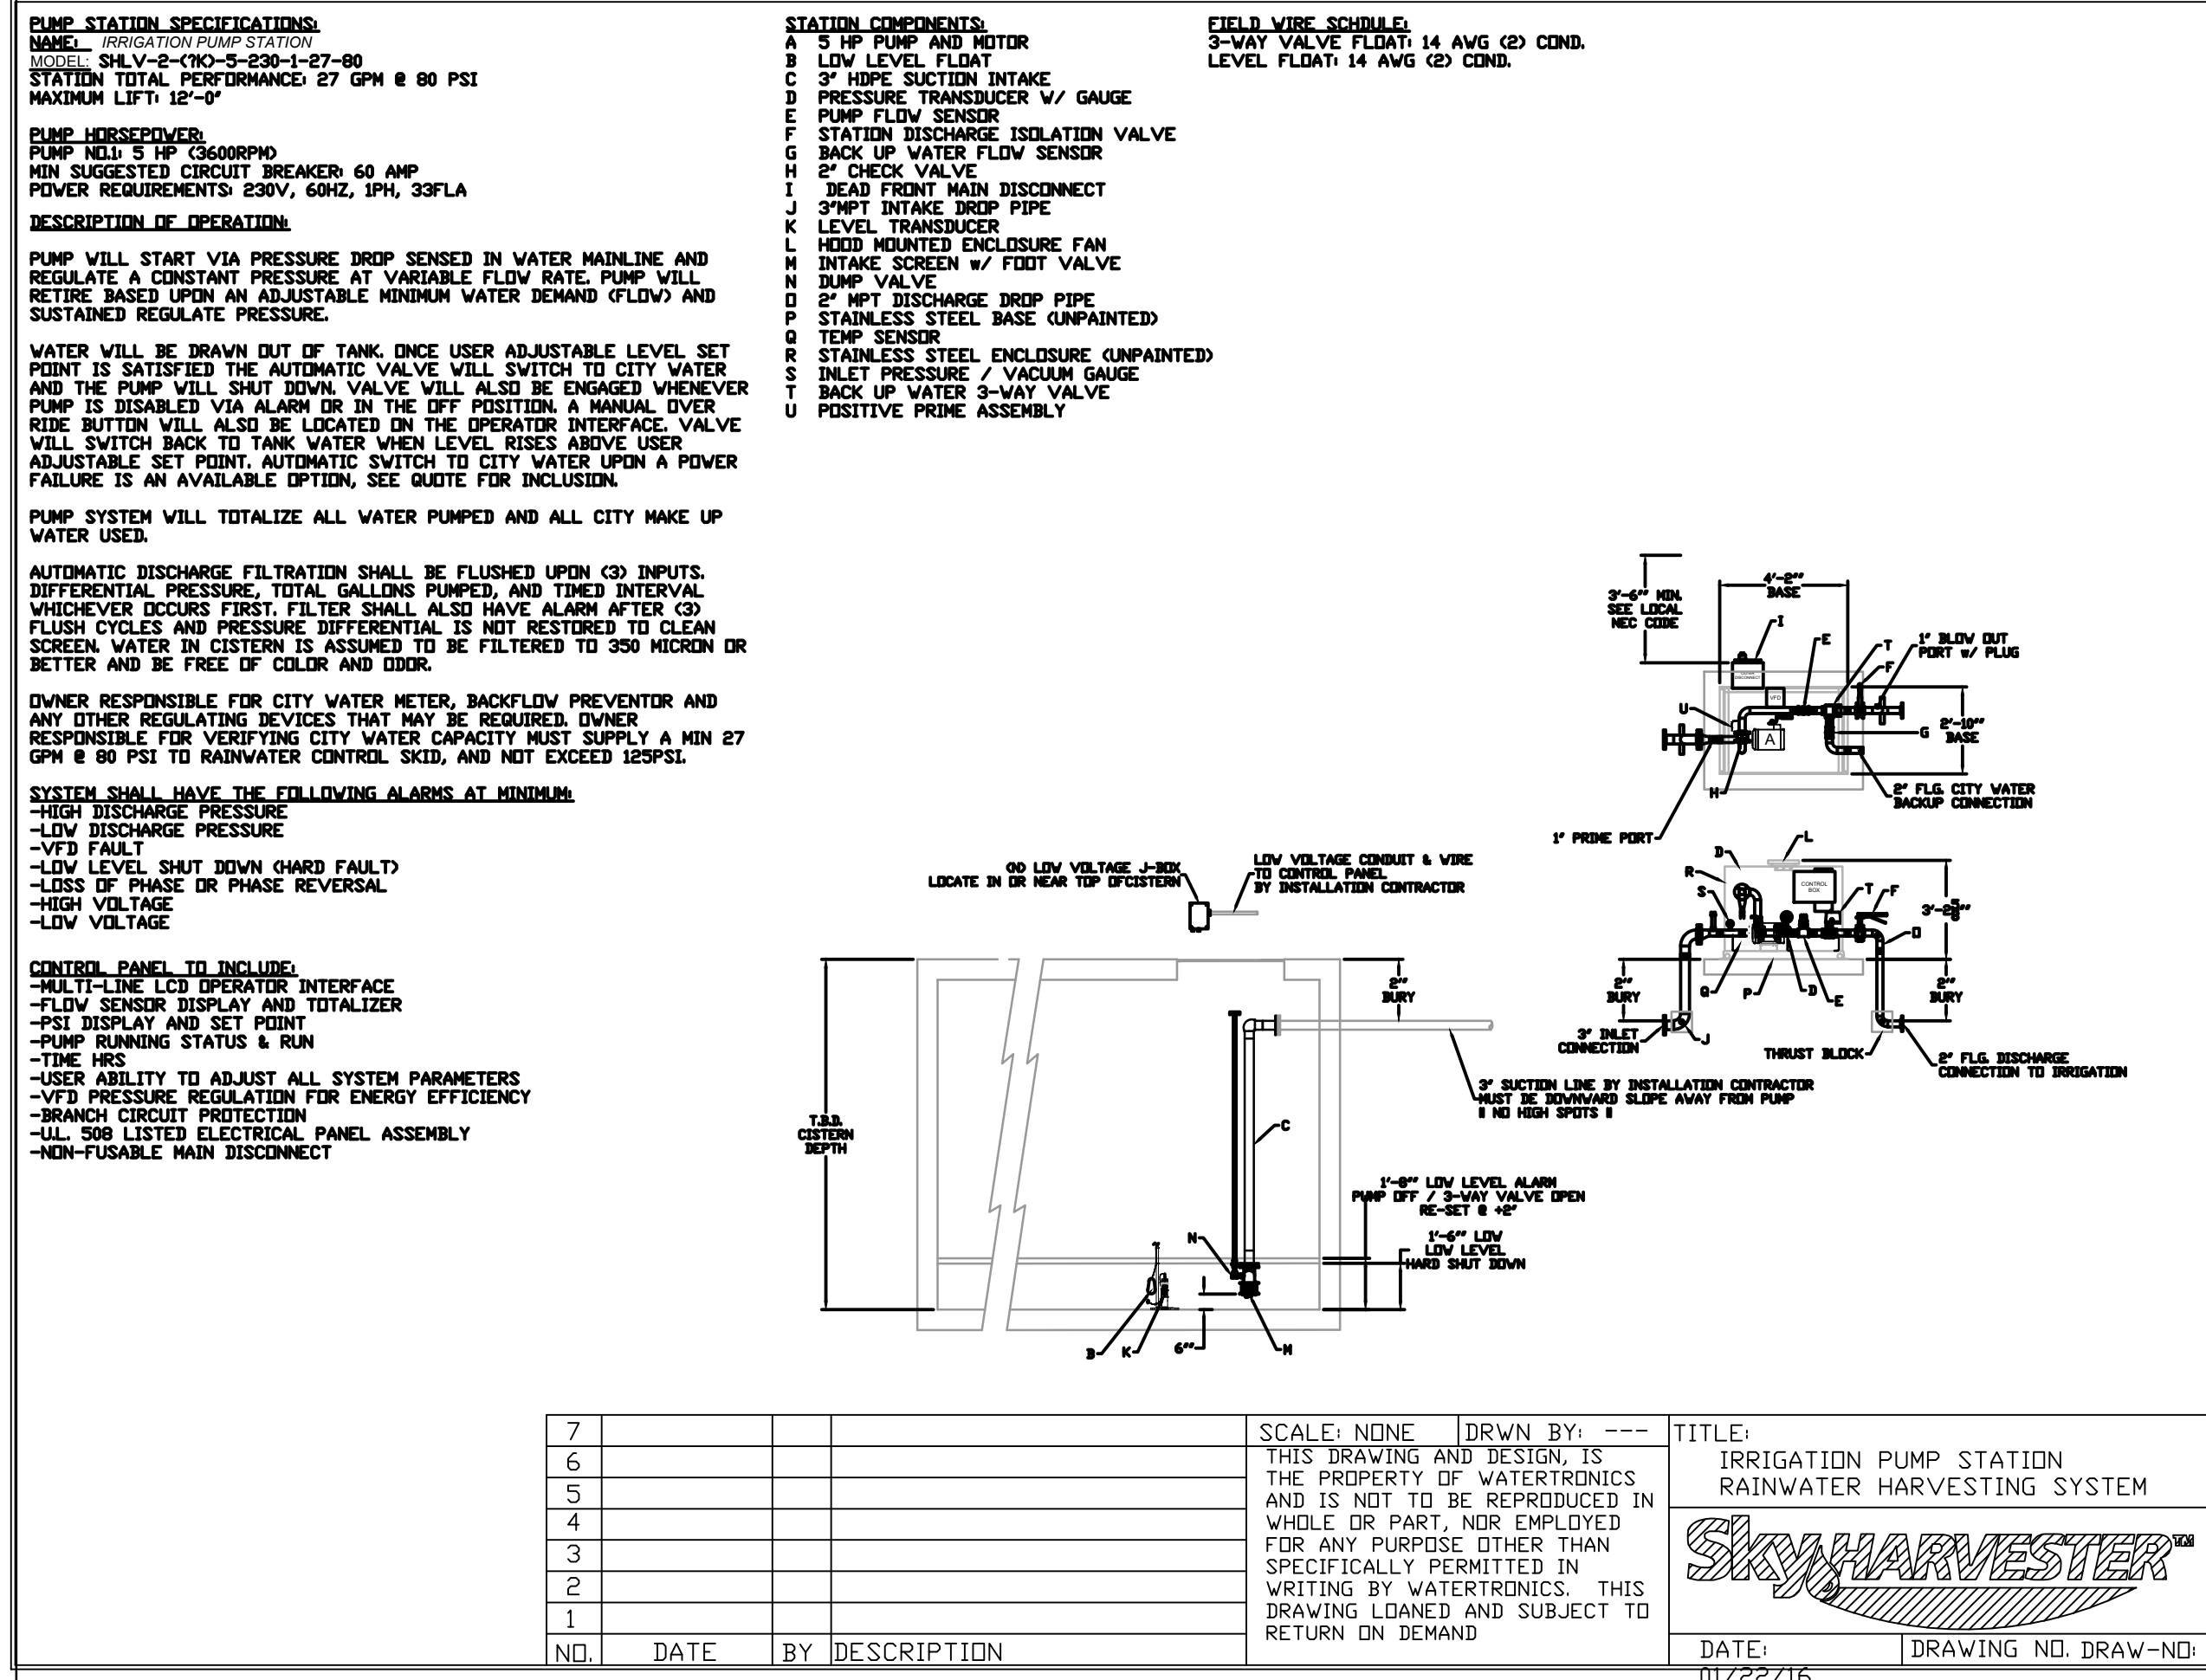 PUMP STATION SPECIFICATIONS:
NAME: IRRIGATION PUMP STATION
MODEL: SHLV-2-(?K)-5-230-1-27-80
STATION TOTAL PERFORMANCE: 27 GPM @ 80 PSI
MAXIMUM LIFT: 12'-0"
PUMP HORSEPOWER:
PUMP NO.1: 5 HP (3600RPM)
MIN SUGGESTED CIRCUIT BREAKER: 60 AMP
POWER REQUIREMENTS: 230V, 60HZ, 1PH, 33FLA
DESCRIPTION OF OPERATION:
PUMP WILL START VIA PRESSURE DROP SENSED IN WATER MAINLINE AND
REGULATE A CONSTANT PRESSURE AT VARIABLE FLOW RATE. PUMP WILL
RETIRE BASED UPON AN ADJUSTABLE MINIMUM WATER DEMAND (FLOW) AND
SUSTAINED REGULATE PRESSURE.
WATER WILL BE DRAWN OUT OF TANK. ONCE USER ADJUSTABLE LEVEL SET
POINT IS SATISFIED THE AUTOMATIC VALVE WILL SWITCH TO CITY WATER
AND THE PUMP WILL SHUT DOWN. VALVE WILL ALSO BE ENGAGED WHENEVER
PUMP IS DISABLED VIA ALARM OR IN THE OFF POSITION. A MANUAL OVER
RIDE BUTTON WILL ALSO BE LOCATED ON THE OPERATOR INTERFACE. VALVE
WILL SWITCH BACK TO TANK WATER WHEN LEVEL RISES ABOVE USER
ADJUSTABLE SET POINT. AUTOMATIC SWITCH TO CITY WATER UPON A POWER
FAILURE IS AN AVAILABLE OPTION, SEE QUOTE FOR INCLUSION.
PUMP SYSTEM WILL TOTALIZE ALL WATER PUMPED AND ALL CITY MAKE UP
WATER USED.
AUTOMATIC DISCHARGE FILTRATION SHALL BE FLUSHED UPON (3) INPUTS.
DIFFERENTIAL PRESSURE, TOTAL GALLONS PUMPED, AND TIMED INTERVAL
WHICHEVER OCCURS FIRST. FILTER SHALL ALSO HAVE ALARM AFTER (3)
FLUSH CYCLES AND PRESSURE DIFFERENTIAL IS NOT RESTORED TO CLEAN
SCREEN. WATER IN CISTERN IS ASSUMED TO BE FILTERED TO 350 MICRON OR
BETTER AND BE FREE OF COLOR AND ODOR.
OWNER RESPONSIBLE FOR CITY WATER METER, BACKFLOW PREVENTOR AND
ANY OTHER REGULATING DEVICES THAT MAY BE REQUIRED. OWNER
RESPONSIBLE FOR VERIFYING CITY WATER CAPACITY MUST SUPPLY A MIN 27
GPM @ 80 PSI TO RAINWATER CONTROL SKID, AND NOT EXCEED 125PSI.
SYSTEM SHALL HAVE THE FOLLOWING ALARMS AT MINIMUM:
-HIGH DISCHARGE PRESSURE
-LOW DISCHARGE PRESSURE
-VFD FAULT
-LOW LEVEL SHUT DOWN (HARD FAULT)
-LOSS OF PHASE OR PHASE REVERSAL
-HIGH VOLTAGE
-LOW VOLTAGE
CONTROL PANEL TO INCLUDE:
-MULTI-LINE LCD OPERATOR INTERFACE
-FLOW SENSOR DISPLAY AND TOTALIZER
-PSI DISPLAY AND SET POINT
-PUMP RUNNING STATUS & RUN
-TIME HRS
-USER ABILITY TO ADJUST ALL SYSTEM PARAMETERS
-VFD PRESSURE REGULATION FOR ENERGY EFFICIENCY
-BRANCH CIRCUIT PROTECTION
-U.L. 508 LISTED ELECTRICAL PANEL ASSEMBLY
-NON-FUSABLE MAIN DISCONNECT
STATION COMPONENTS:
A 5 HP PUMP AND MOTOR
B LOW LEVEL FLOAT
C 3" HDPE SUCTION INTAKE
D PRESSURE TRANSDUCER W/ GAUGE
E PUMP FLOW SENSOR
F STATION DISCHARGE ISOLATION VALVE
G BACK UP WATER FLOW SENSOR
H 2" CHECK VALVE
I DEAD FRONT MAIN DISCONNECT
J 3"MPT INTAKE DROP PIPE
K LEVEL TRANSDUCER
L HOOD MOUNTED ENCLOSURE FAN
M INTAKE SCREEN w/ FOOT VALVE
N DUMP VALVE
O 2" MPT DISCHARGE DROP PIPE
P STAINLESS STEEL BASE (UNPAINTED)
Q TEMP SENSOR
R STAINLESS STEEL ENCLOSURE (UNPAINTED)
S INLET PRESSURE / VACUUM GAUGE
T BACK UP WATER 3-WAY VALVE
U POSITIVE PRIME ASSEMBLY
FIELD WIRE SCHDULE:
3-WAY VALVE FLOAT: 14 AWG (2) COND.
LEVEL FLOAT: 14 AWG (2) COND.
3'-6" MIN.
SEE LOCAL
NEC CODE
4'-2"
BASE
I
E
T
F
1" BLOW OUT
PORT w/ PLUG
DISCONNECT
VFD
U
A
G
2'-10"
BASE
H
2" FLG. CITY WATER
BACKUP CONNECTION
1" PRIME PORT
L
D
R
S
CONTROL
BOX
T
F
O
2"
BURY
Q
P
D
E
2"
BURY
3" INLET
CONNECTION
J
THRUST BLOCK
2" FLG. DISCHARGE
CONNECTION TO IRRIGATION
(N) LOW VOLTAGE J-BOX
LOCATE IN OR NEAR TOP OFCISTERN
LOW VOLTAGE CONDUIT & WIRE
TO CONTROL PANEL
BY INSTALLATION CONTRACTOR
2"
BURY
3" SUCTION LINE BY INSTALLATION CONTRACTOR
MUST DE DOWNWARD SLOPE AWAY FROM PUMP
NO HIGH SPOTS
T.B.D.
CISTERN
DEPTH
C
1'-8" LOW LEVEL ALARM
PUMP OFF / 3-WAY VALVE OPEN
RE-SET @ +2"
1'-6" LOW
LOW LEVEL
HARD SHUT DOWN
N
B
K
6"
M
7
6
5
4
3
2
1
NO. DATE BY DESCRIPTION
SCALE: NONE DRWN BY: ---
THIS DRAWING AND DESIGN, IS
THE PROPERTY OF WATERTRONICS
AND IS NOT TO BE REPRODUCED IN
WHOLE OR PART, NOR EMPLOYED
FOR ANY PURPOSE OTHER THAN
SPECIFICALLY PERMITTED IN
WRITING BY WATERTRONICS. THIS
DRAWING LOANED AND SUBJECT TO
RETURN ON DEMAND
TITLE:
IRRIGATION PUMP STATION
RAINWATER HARVESTING SYSTEM
Sky HARVESTER™
DATE:
01/22/16
DRAWING NO. DRAW-NO: